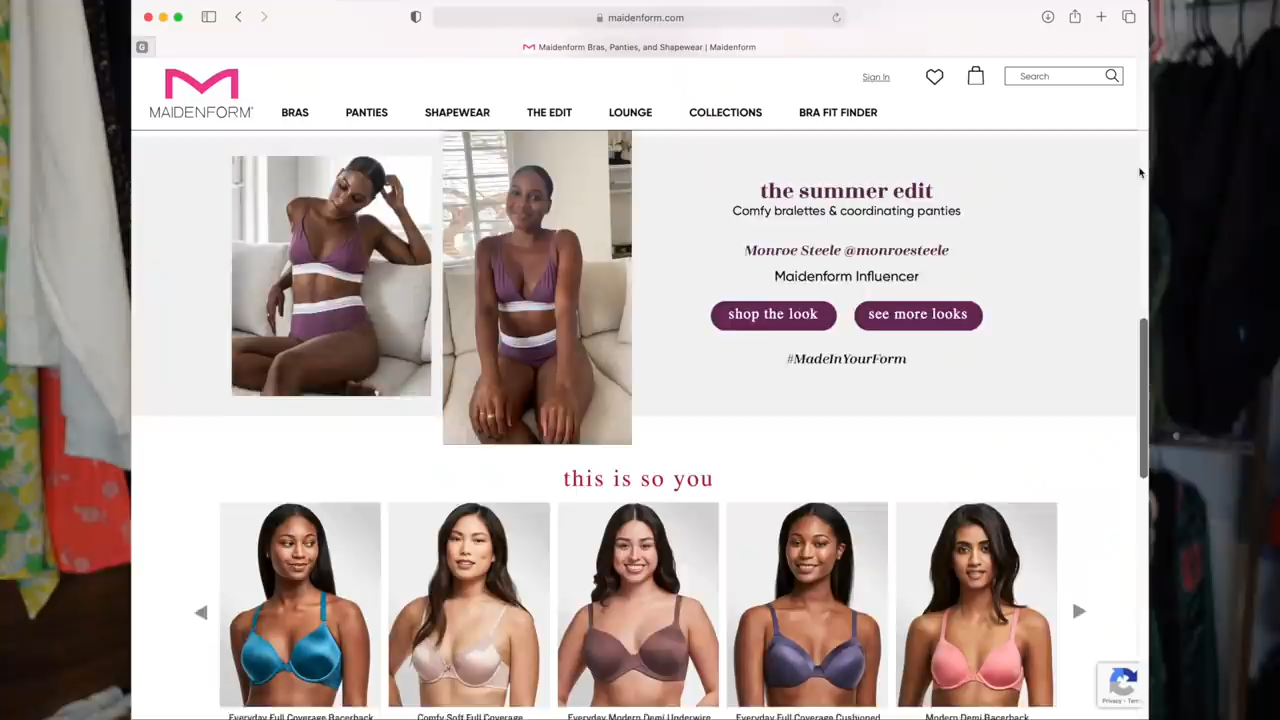 maidenform.com
G
Maidenform Bras, Panties, and Shapewear | Maidenform
MAIDENFORM
Sign In
Search
BRAS
PANTIES
SHAPEWEAR
THE EDIT
LOUNGE
COLLECTIONS
BRA FIT FINDER
the summer edit
Comfy bralettes & coordinating panties
Monroe Steele @monroesteele
Maidenform Influencer
shop the look
see more looks
#MadeInYourForm
this is so you
Everyday Full Coverage Racerback
Comfy Soft Full Coverage
Everyday Modern Demi Underwire
Everyday Full Coverage Cushioned
Modern Demi Racerback
Privacy